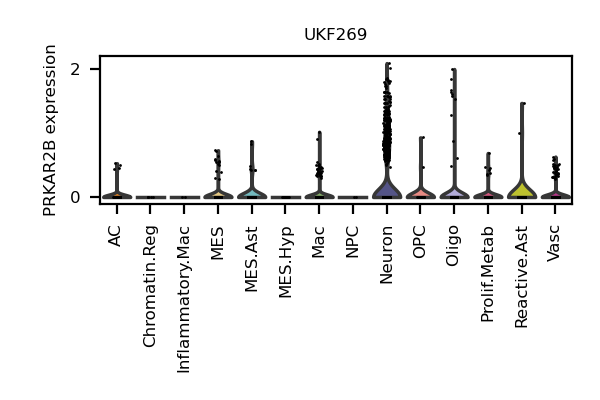 UKF269
PRKAR2B expression
2
0
AC
Chromatin.Reg
Inflammatory.Mac
MES
MES.Ast
MES.Hyp
Mac
NPC
Neuron
OPC
Oligo
Prolif.Metab
Reactive.Ast
Vasc